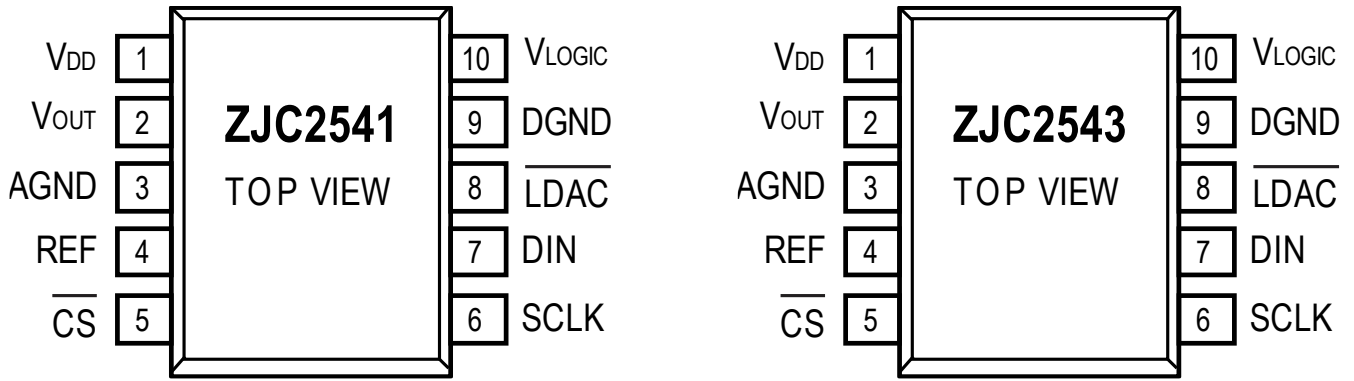 VDD 1 10 VLOGIC
VOUT 2 ZJC2541 9 DGND
AGND 3 TOP VIEW 8 LDAC
REF 4 7 DIN
CS 5 6 SCLK
VDD 1 10 VLOGIC
VOUT 2 ZJC2543 9 DGND
AGND 3 TOP VIEW 8 LDAC
REF 4 7 DIN
CS 5 6 SCLK